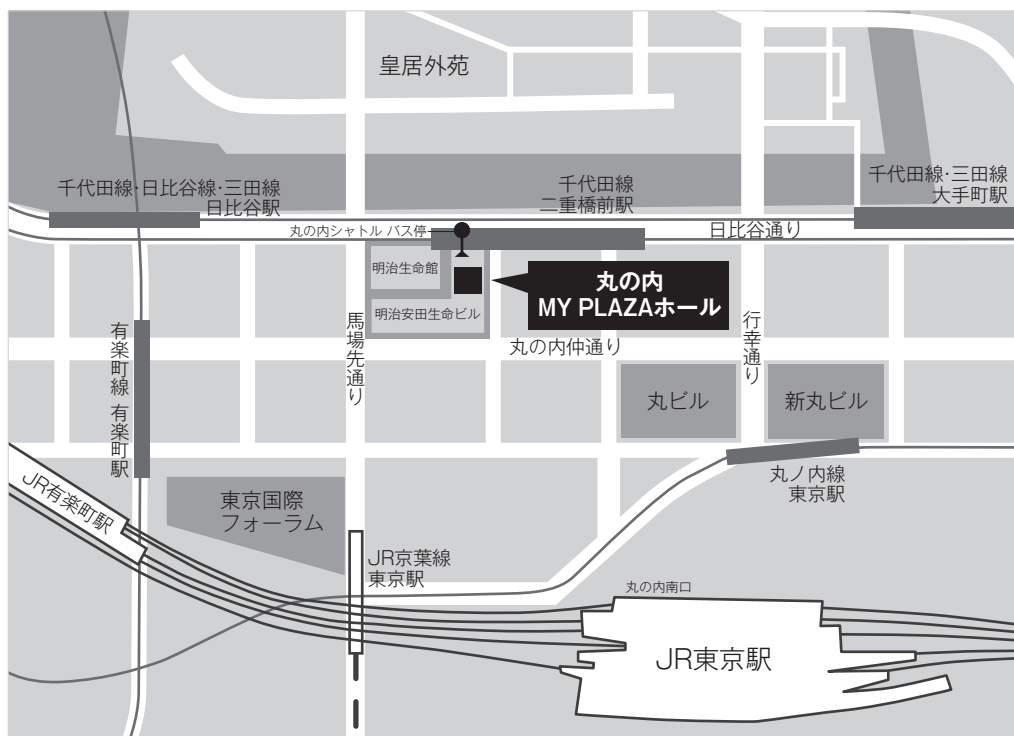 皇居外苑
千代田線·日比谷線·三田線
日比谷駅
千代田線
二重橋前駅
千代田線·三田線
大手町駅
丸の内シャトル バス停
日比谷通り
明治生命館
丸の内
MY PLAZAホール
明治安田生命ビル
馬場先通り
丸の内仲通り
行幸通り
有楽町線 有楽町駅
丸ビル
新丸ビル
丸ノ内線
東京駅
JR有楽町駅
東京国際
フォーラム
JR京葉線
東京駅
丸の内南口
JR東京駅